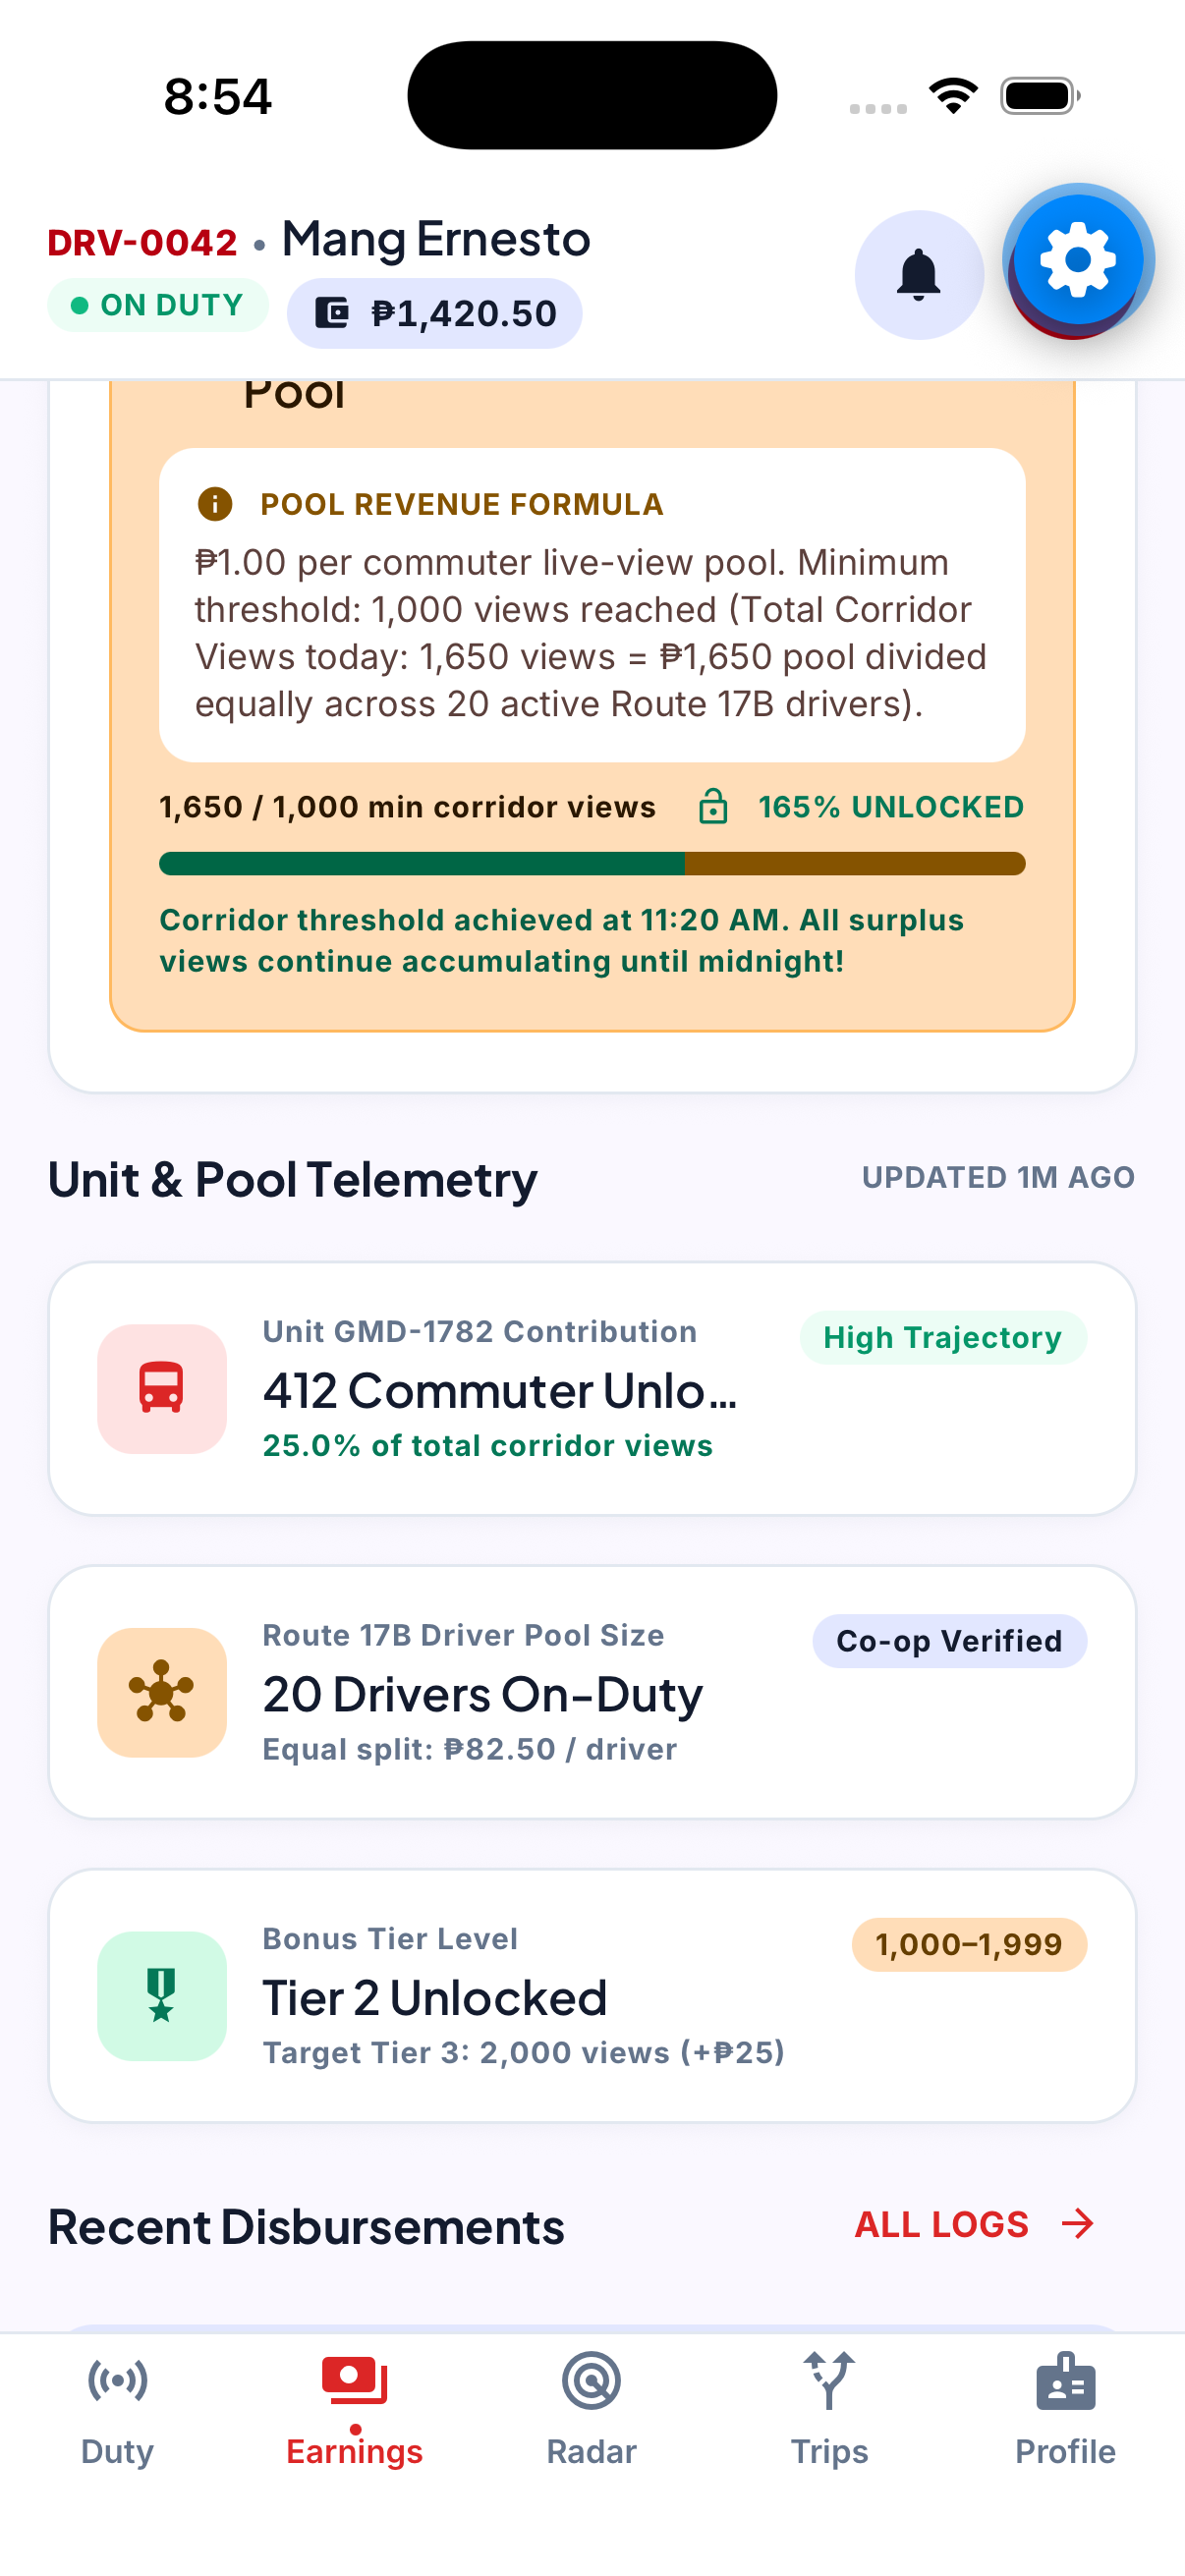 8:54
DRV-0042 • Mang Ernesto
ON DUTY
₱1,420.50
Pool
POOL REVENUE FORMULA
₱1.00 per commuter live-view pool. Minimum
threshold: 1,000 views reached (Total Corridor
Views today: 1,650 views = ₱1,650 pool divided
equally across 20 active Route 17B drivers).
1,650 / 1,000 min corridor views
165% UNLOCKED
Corridor threshold achieved at 11:20 AM. All surplus
views continue accumulating until midnight!
Unit & Pool Telemetry
UPDATED 1M AGO
Unit GMD-1782 Contribution
High Trajectory
412 Commuter Unlo...
25.0% of total corridor views
Route 17B Driver Pool Size
Co-op Verified
20 Drivers On-Duty
Equal split: ₱82.50 / driver
Bonus Tier Level
1,000–1,999
Tier 2 Unlocked
Target Tier 3: 2,000 views (+₱25)
Recent Disbursements
ALL LOGS →
Duty
Earnings
Radar
Trips
Profile